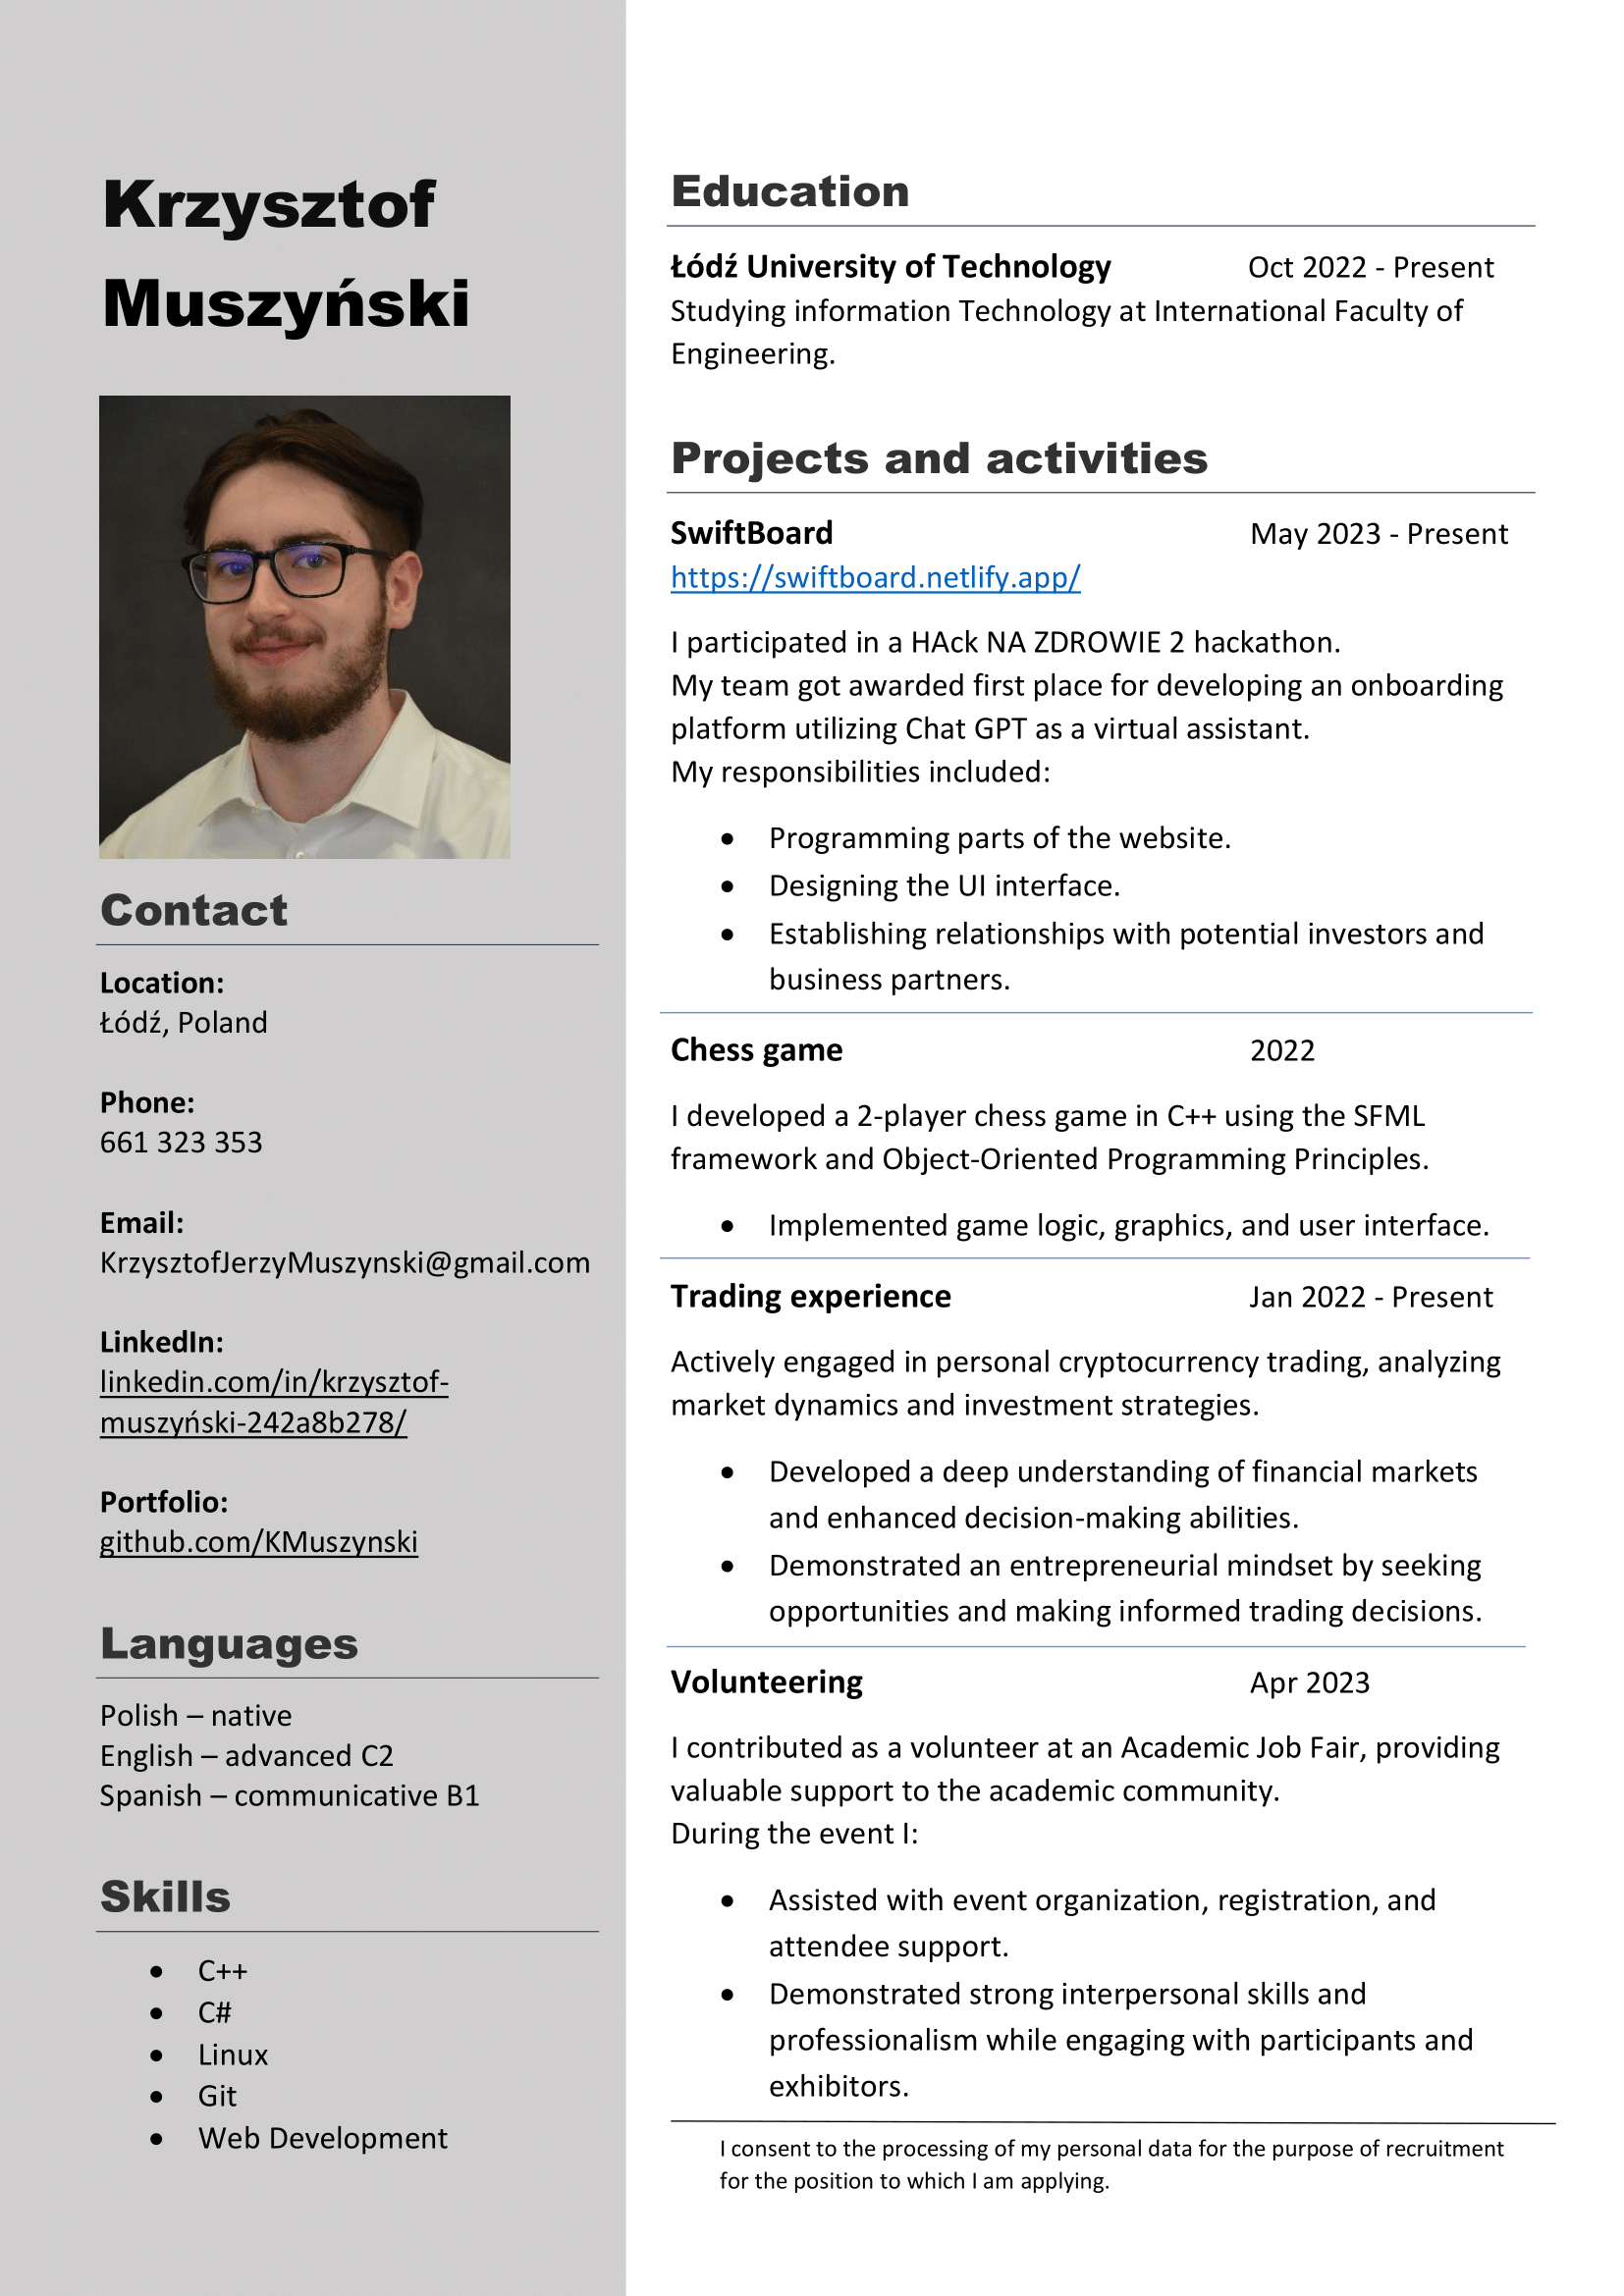 Krzysztof
Muszyński
Contact
Location:
Łódź, Poland
Phone:
661 323 353
Email:
KrzysztofJerzyMuszynski@gmail.com
LinkedIn:
linkedin.com/in/krzysztof-
muszyński-242a8b278/
Portfolio:
github.com/KMuszynski
Languages
Polish – native
English – advanced C2
Spanish – communicative B1
Skills
• C++
• C#
• Linux
• Git
• Web Development
Education
Łódź University of Technology Oct 2022 - Present
Studying information Technology at International Faculty of
Engineering.
Projects and activities
SwiftBoard May 2023 - Present
https://swiftboard.netlify.app/
I participated in a HAck NA ZDROWIE 2 hackathon.
My team got awarded first place for developing an onboarding
platform utilizing Chat GPT as a virtual assistant.
My responsibilities included:
• Programming parts of the website.
• Designing the UI interface.
• Establishing relationships with potential investors and
business partners.
Chess game 2022
I developed a 2-player chess game in C++ using the SFML
framework and Object-Oriented Programming Principles.
• Implemented game logic, graphics, and user interface.
Trading experience Jan 2022 - Present
Actively engaged in personal cryptocurrency trading, analyzing
market dynamics and investment strategies.
• Developed a deep understanding of financial markets
and enhanced decision-making abilities.
• Demonstrated an entrepreneurial mindset by seeking
opportunities and making informed trading decisions.
Volunteering Apr 2023
I contributed as a volunteer at an Academic Job Fair, providing
valuable support to the academic community.
During the event I:
• Assisted with event organization, registration, and
attendee support.
• Demonstrated strong interpersonal skills and
professionalism while engaging with participants and
exhibitors.
I consent to the processing of my personal data for the purpose of recruitment
for the position to which I am applying.